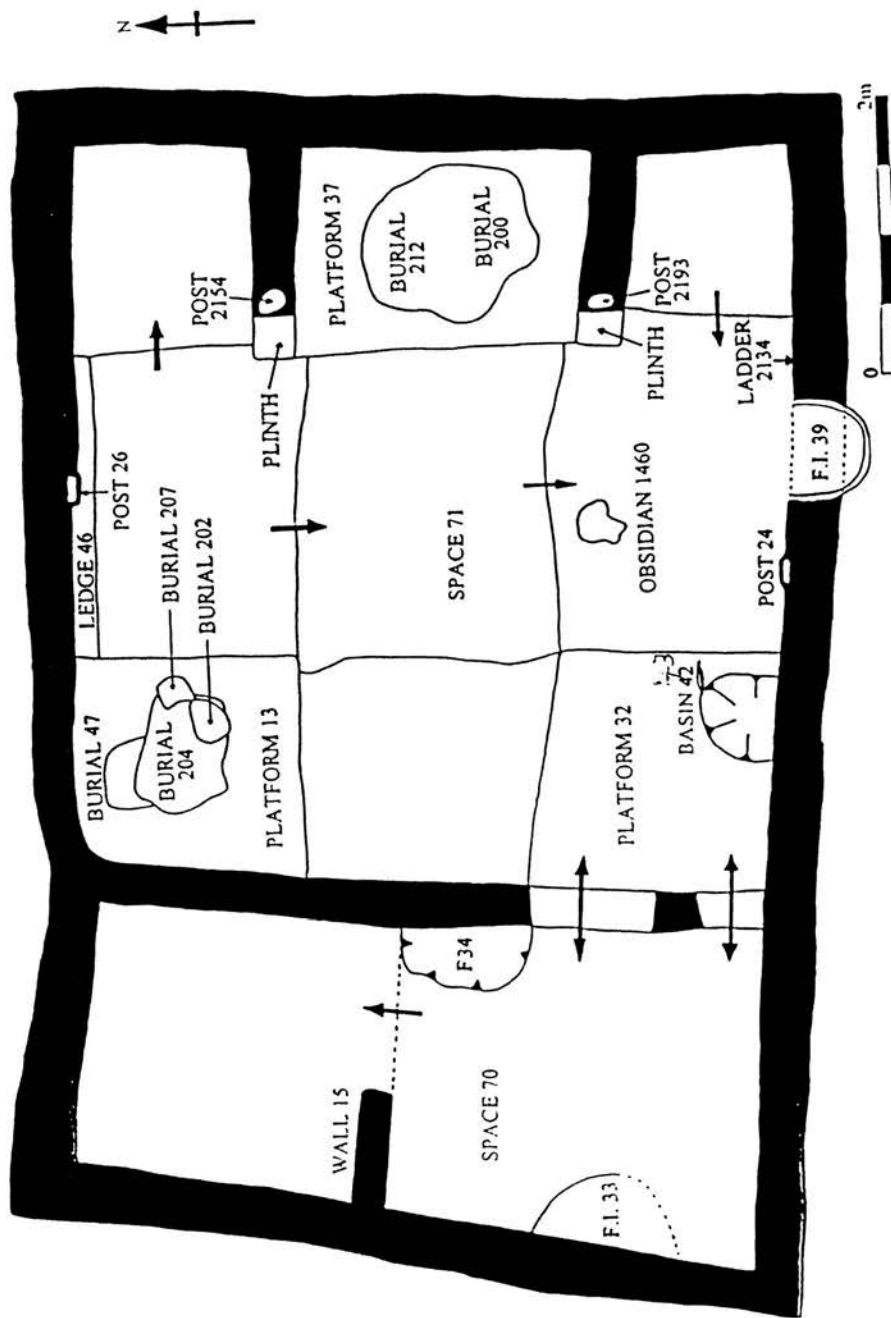 N
LEDGE 46
POST 26
BURIAL 207
BURIAL 202
BURIAL 47
BURIAL
204
PLATFORM 13
POST
2154
PLINTH
PLATFORM 37
BURIAL
212
BURIAL
200
SPACE 71
PLINTH
POST
2193
OBSIDIAN 1460
LADDER
2134
F.I. 39
POST 24
BASIN 42
PLATFORM 32
WALL 15
F34
SPACE 70
F.I. 33
0
2m